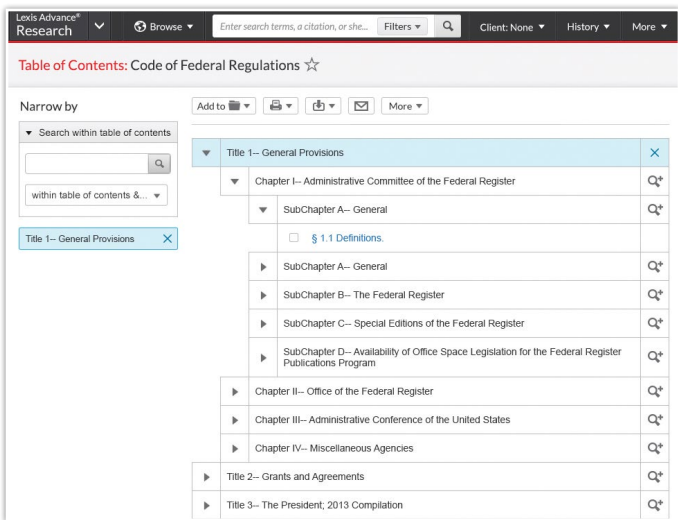 Lexis Advance®
Research
Browse
Enter search terms, a citation, or she...
Filters
Client: None
History
More
Table of Contents: Code of Federal Regulations
Narrow by
Add to
More
Search within table of contents
within table of contents &...
Title 1-- General Provisions
Title 1-- General Provisions
Chapter I-- Administrative Committee of the Federal Register
SubChapter A-- General
§ 1.1 Definitions.
SubChapter A-- General
SubChapter B-- The Federal Register
SubChapter C-- Special Editions of the Federal Register
SubChapter D-- Availability of Office Space Legislation for the Federal Register
Publications Program
Chapter II-- Office of the Federal Register
Chapter III-- Administrative Conference of the United States
Chapter IV-- Miscellaneous Agencies
Title 2-- Grants and Agreements
Title 3-- The President; 2013 Compilation